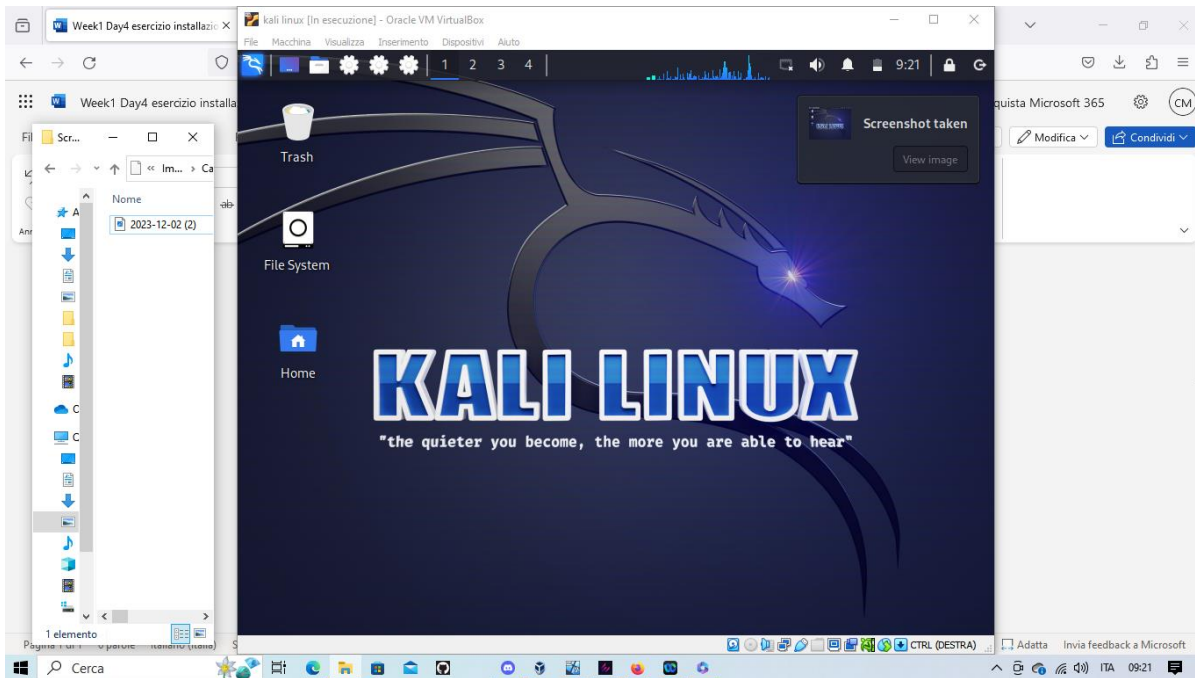 Week1 Day4 esercizio installazio
kali linux [In esecuzione] - Oracle VM VirtualBox
File Macchina Visualizza Inserimento Dispositivi Aiuto
1 2 3 4
9:21
Week1 Day4 esercizio installa
quista Microsoft 365
CM
Fil
Scr...
Modifica
Condividi
« Im... › Ca
Nome
2023-12-02 (2)
Trash
Screenshot taken
View image
File System
Home
KALI LINUX
"the quieter you become, the more you are able to hear"
1 elemento
CTRL (DESTRA)
Adatta
Invia feedback a Microsoft
Cerca
ITA
09:21